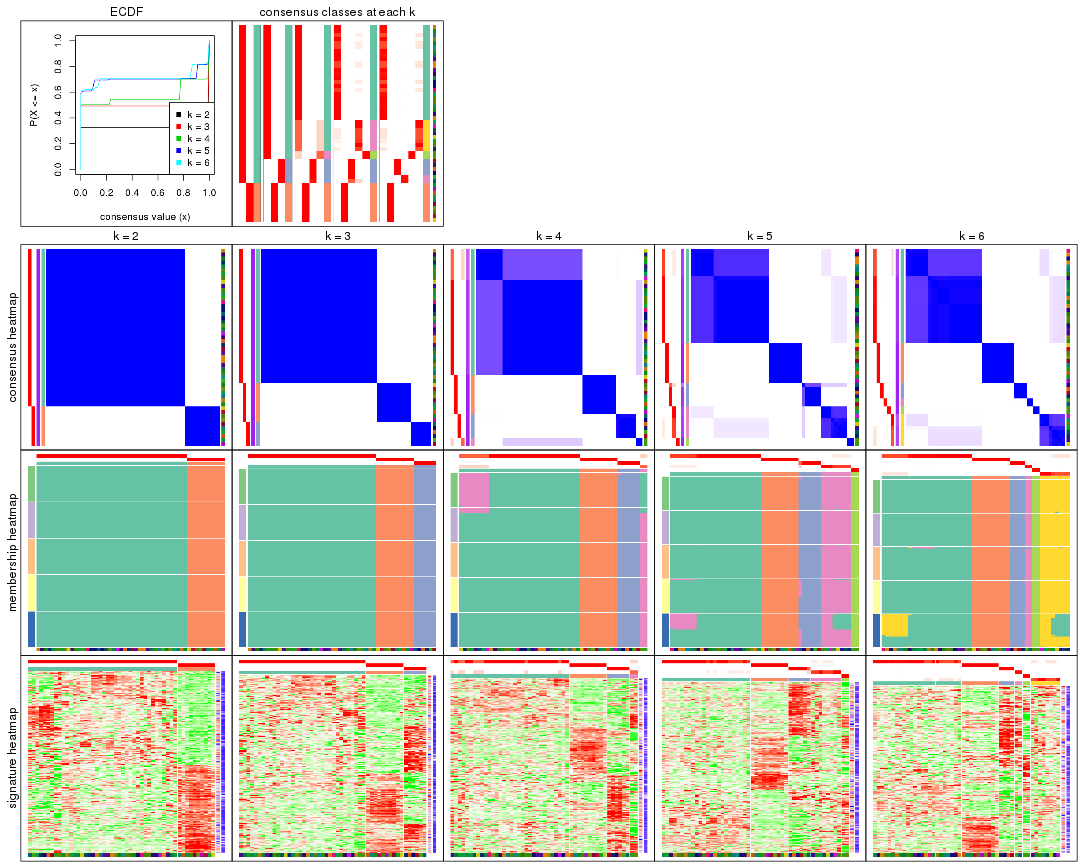 ECDF
consensus classes at each k
P(X <= x)
1.0
0.8
0.6
0.4
0.2
0.0
k = 2
k = 3
k = 4
k = 5
k = 6
0.0 0.2 0.4 0.6 0.8 1.0
consensus value (x)
k = 2
k = 3
k = 4
k = 5
k = 6
consensus heatmap
membership heatmap
signature heatmap